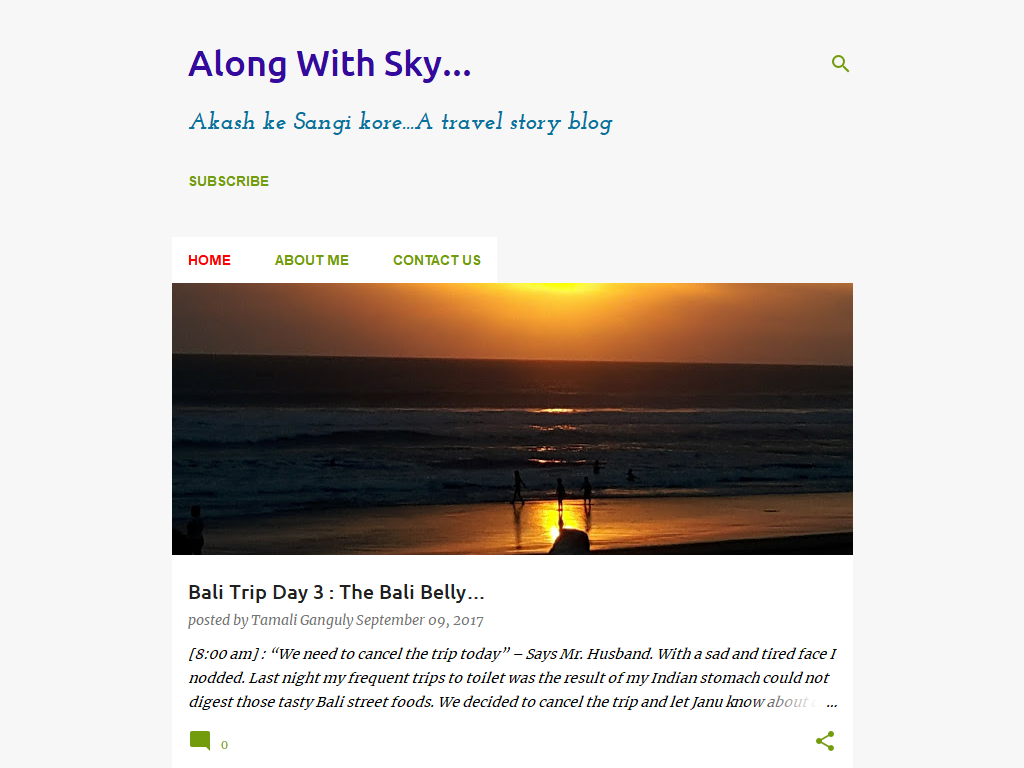 Along With Sky...
Akash ke Sangi kore...A travel story blog
SUBSCRIBE
HOME ABOUT ME CONTACT US
Bali Trip Day 3 : The Bali Belly...
posted by Tamali Ganguly September 09, 2017
[8:00 am] : “We need to cancel the trip today” – Says Mr. Husband. With a sad and tired face I
nodded. Last night my frequent trips to toilet was the result of my Indian stomach could not
digest those tasty Bali street foods. We decided to cancel the trip and let Janu know about ...
0